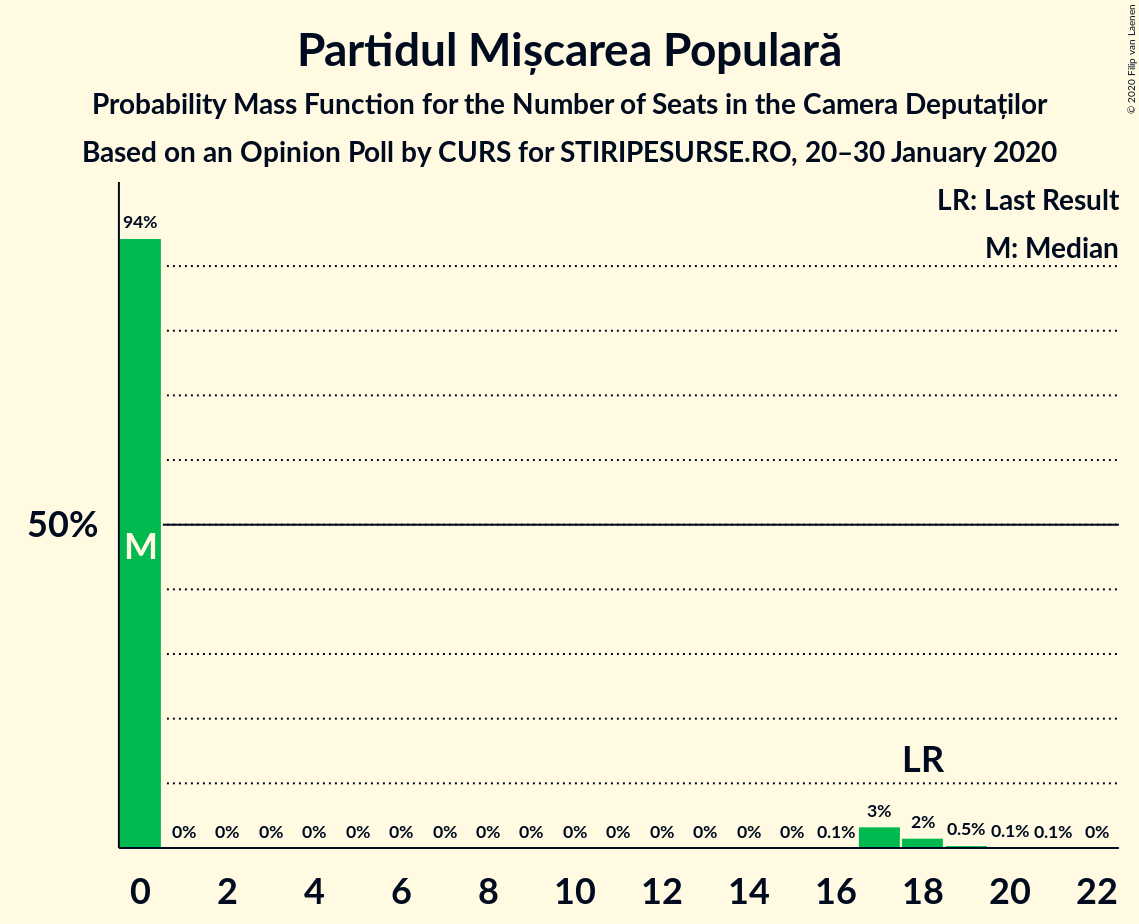 Partidul Mișcarea Populară
Probability Mass Function for the Number of Seats in the Camera Deputaților
Based on an Opinion Poll by CURS for STIRIPESURSE.RO, 20–30 January 2020
© 2020 Filip van Laenen
LR: Last Result
M: Median
94%
50%
M
LR
0% 0% 0% 0% 0% 0% 0% 0% 0% 0% 0% 0% 0% 0% 0% 0.1% 3% 2% 0.5% 0.1% 0.1% 0%
0 2 4 6 8 10 12 14 16 18 20 22